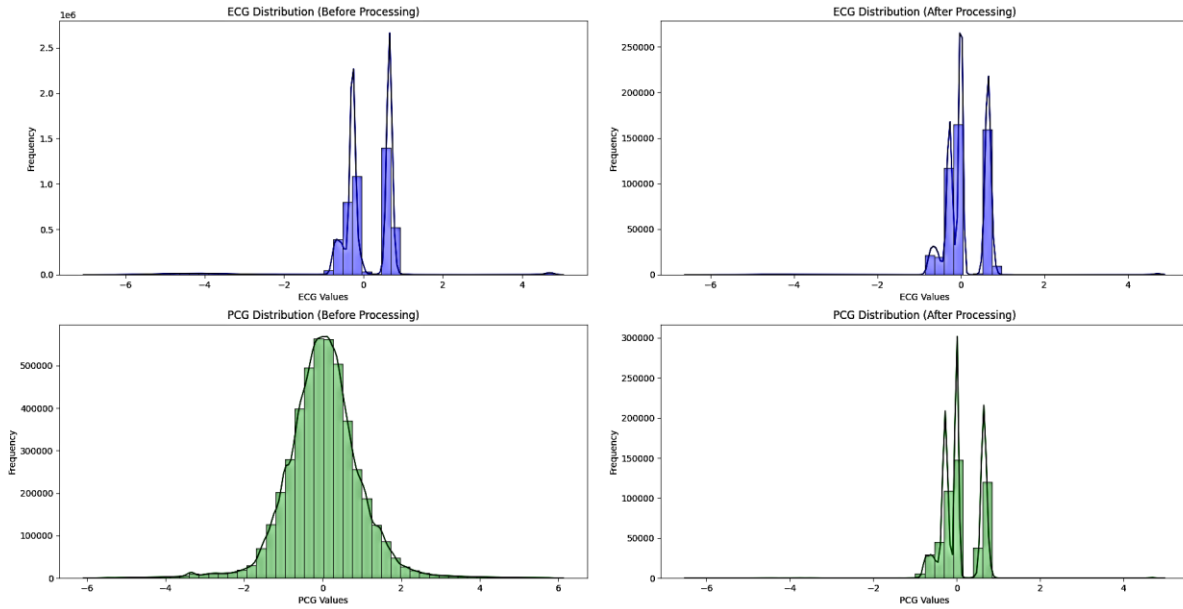 ECG Distribution (Before Processing)
1e6
2.5
2.0
1.5
1.0
0.5
0.0
Frequency
−6 −4 −2 0 2 4
ECG Values
ECG Distribution (After Processing)
250000
200000
150000
100000
50000
0
Frequency
−6 −4 −2 0 2 4
ECG Values
PCG Distribution (Before Processing)
500000
400000
300000
200000
100000
0
Frequency
−6 −4 −2 0 2 4 6
PCG Values
PCG Distribution (After Processing)
300000
250000
200000
150000
100000
50000
0
Frequency
−6 −4 −2 0 2 4
PCG Values